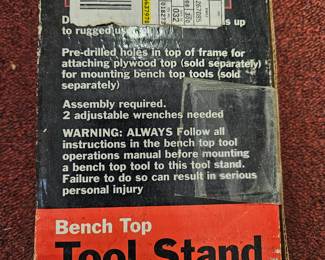 up
to rugged
Pre-drilled holes in top of frame for
attaching plywood top (sold separately)
for mounting bench top tools (sold
separately)
Assembly required.
2 adjustable wrenches needed
WARNING: ALWAYS Follow all
instructions in the bench top tool
operations manual before mounting
a bench top tool to this tool stand.
Failure to do so can result in serious
personal injury
Bench Top
Tool Stand